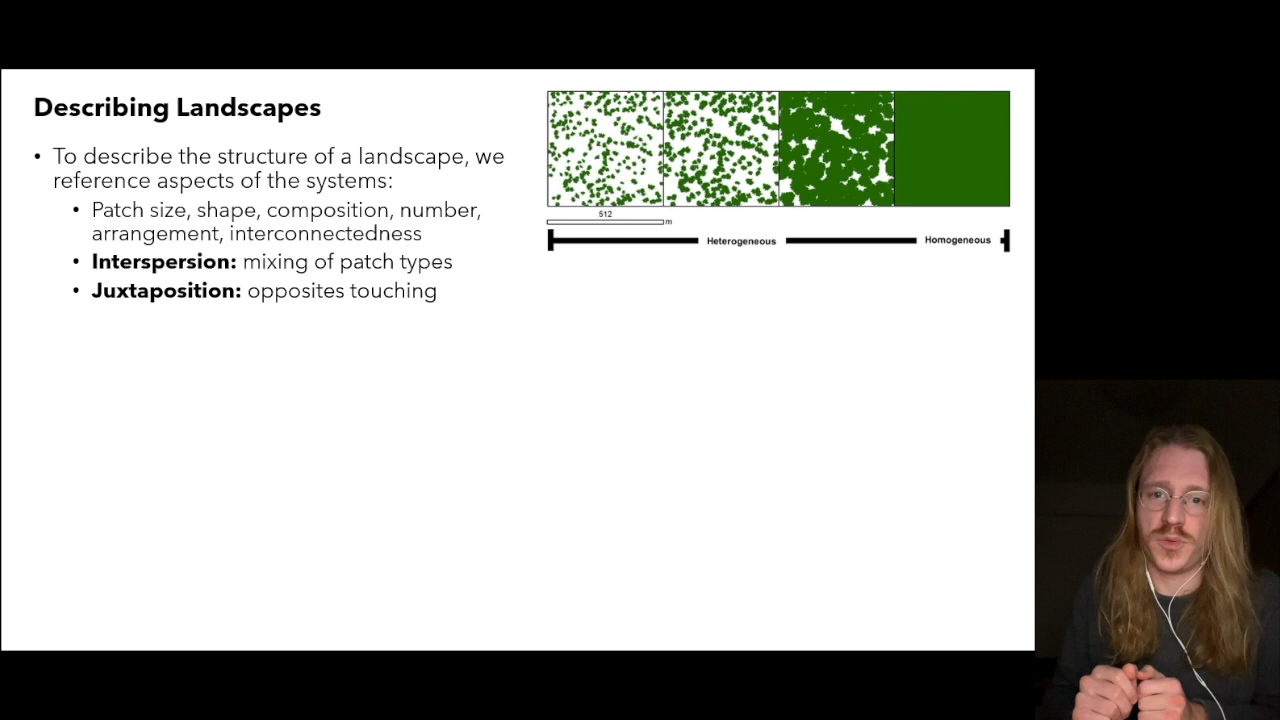 Describing Landscapes
• To describe the structure of a landscape, we
reference aspects of the systems:
• Patch size, shape, composition, number,
arrangement, interconnectedness
• Interspersion: mixing of patch types
• Juxtaposition: opposites touching
512
m
Heterogeneous
Homogeneous